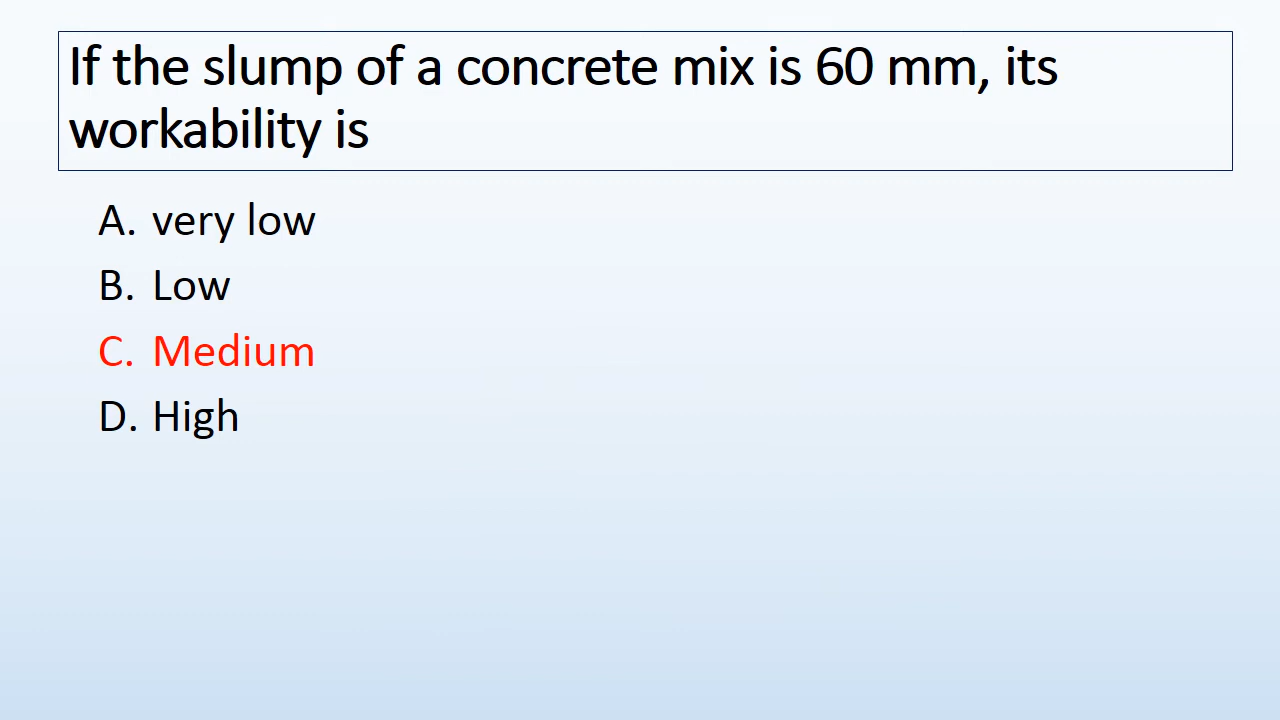 If the slump of a concrete mix is 60 mm, its
workability is
A. very low
B. Low
C. Medium
D. High